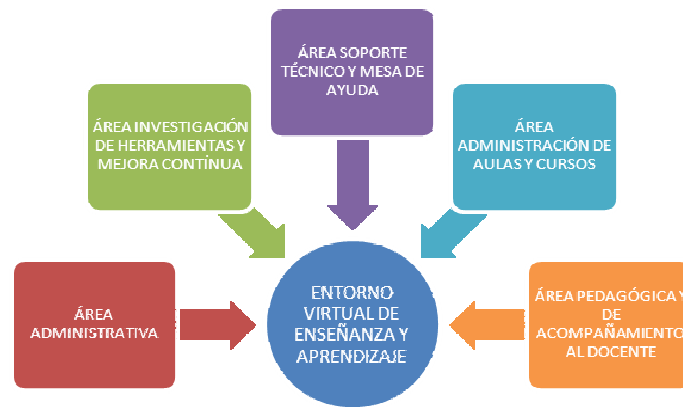 ÁREA SOPORTE
TÉCNICO Y MESA DE
AYUDA
ÁREA INVESTIGACIÓN
DE HERRAMIENTAS Y
MEJORA CONTÍNUA
ÁREA
ADMINISTRACIÓN DE
AULAS Y CURSOS
ÁREA
ADMINISTRATIVA
ENTORNO
VIRTUAL DE
ENSEÑANZA Y
APRENDIZAJE
ÁREA PEDAGÓGICA Y
DE
ACOMPAÑAMIENTO
AL DOCENTE